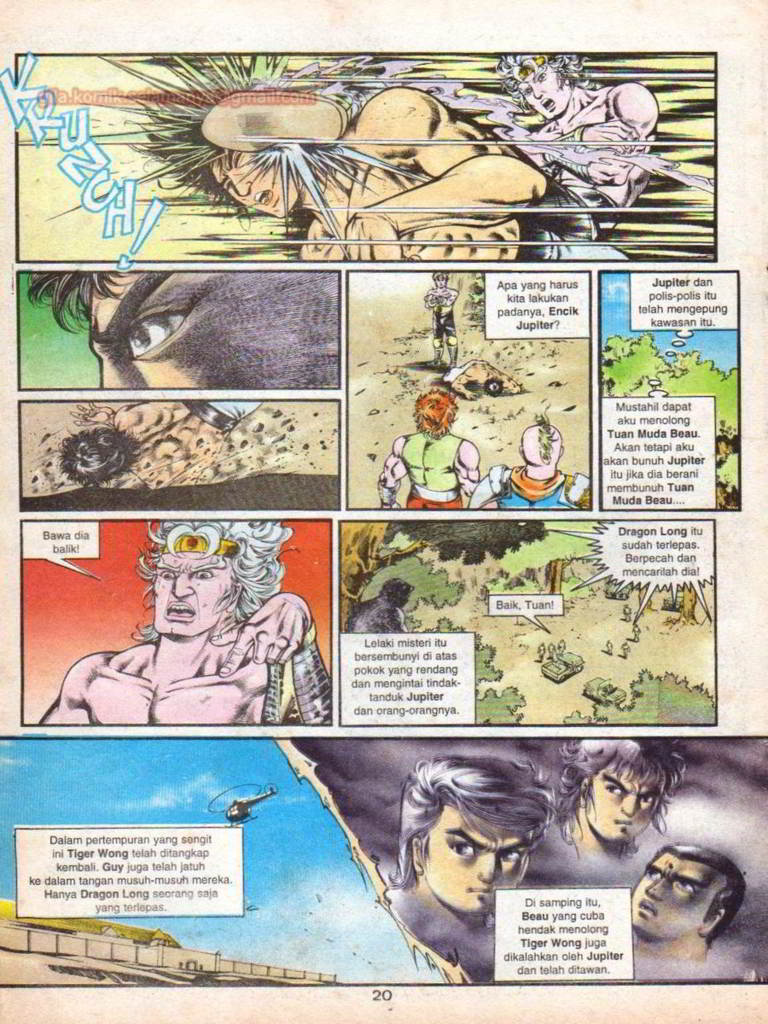 KRUNCH!
Apa yang harus
kita lakukan
padanya, Encik
Jupiter?
Jupiter dan
polis-polis itu
telah mengepung
kawasan itu.
Mustahil dapat
aku menolong
Tuan Muda Beau.
Akan tetapi aku
akan bunuh Jupiter
itu jika dia berani
membunuh Tuan
Muda Beau....
Bawa dia
balik!
Dragon Long itu
sudah terlepas.
Berpecah dan
mencarilah dia!
Baik, Tuan!
Lelaki misteri itu
bersembunyi di atas
pokok yang rendang
dan mengintai tindak-
tanduk Jupiter
dan orang-orangnya.
Dalam pertempuran yang sengit
ini Tiger Wong telah ditangkap
kembali. Guy juga telah jatuh
ke dalam tangan musuh-musuh mereka.
Hanya Dragon Long seorang saja
yang terlepas.
Di samping itu,
Beau yang cuba
hendak menolong
Tiger Wong juga
dikalahkan oleh Jupiter
dan telah ditawan.
20